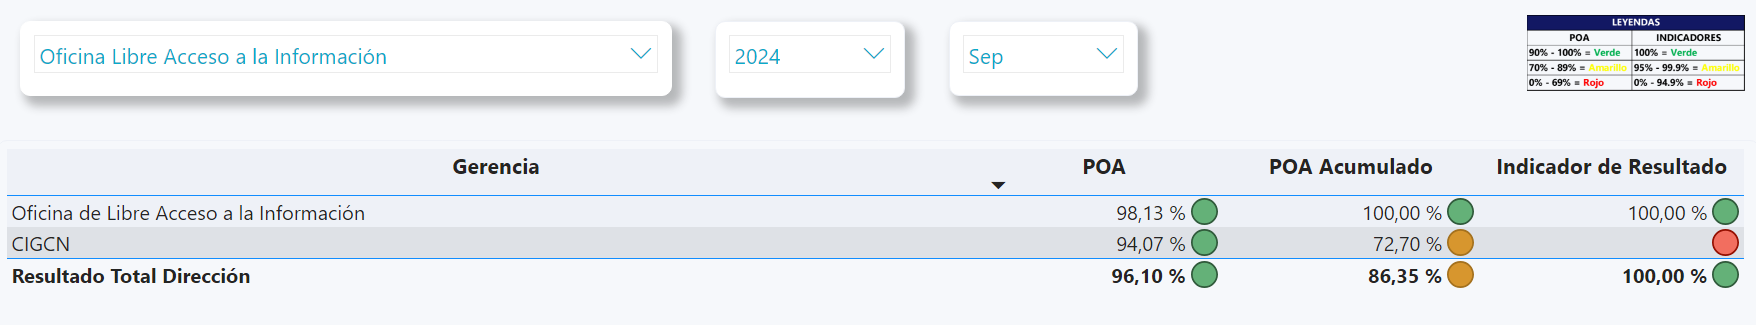 Oficina Libre Acceso a la Información
2024
Sep
LEYENDAS
POA INDICADORES
90% - 100% = Verde 100% = Verde
70% - 89% = Amarillo 95% - 99.9% = Amarillo
0% - 69% = Rojo 0% - 94.9% = Rojo
Gerencia POA POA Acumulado Indicador de Resultado
Oficina de Libre Acceso a la Información 98,13 % 100,00 % 100,00 %
CIGCN 94,07 % 72,70 %
Resultado Total Dirección 96,10 % 86,35 % 100,00 %